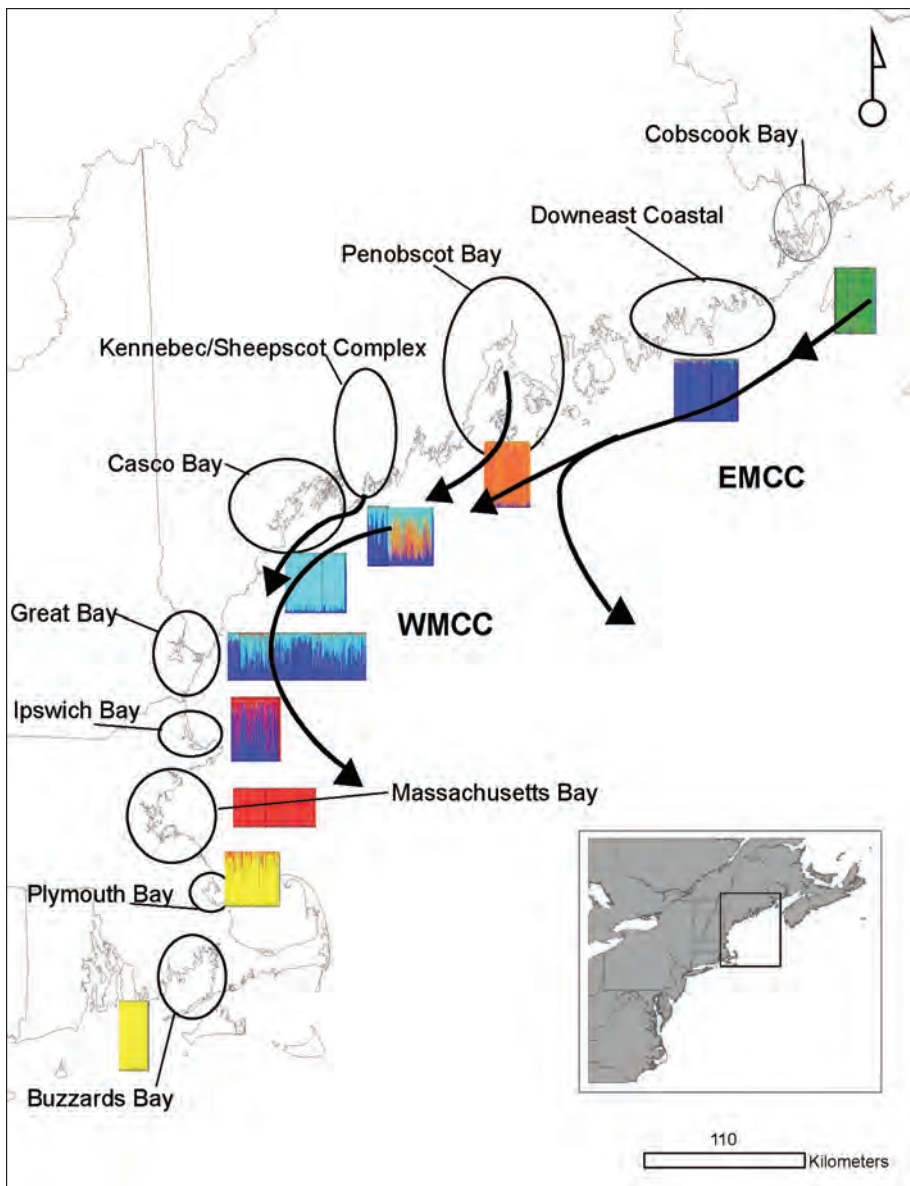 Cobscook Bay
Downeast Coastal
Penobscot Bay
Kennebec/Sheepscot Complex
Casco Bay
EMCC
WMCC
Great Bay
Ipswich Bay
Massachusetts Bay
Plymouth Bay
Buzzards Bay
110
Kilometers